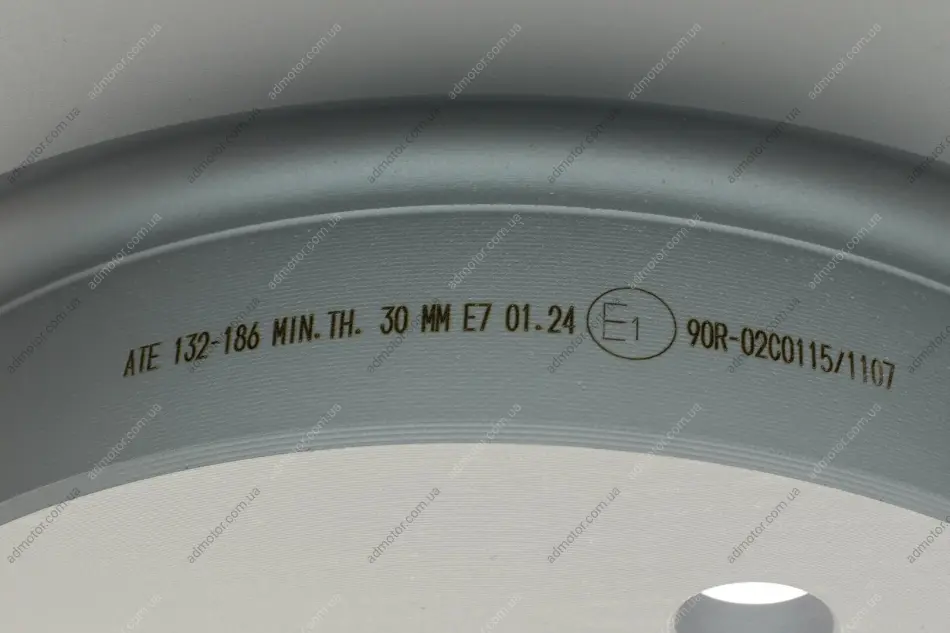 ATE 132-186 MIN. TH. 30 MM E7 01.24 E1 90R-02C0115/1107
admotor.com.ua